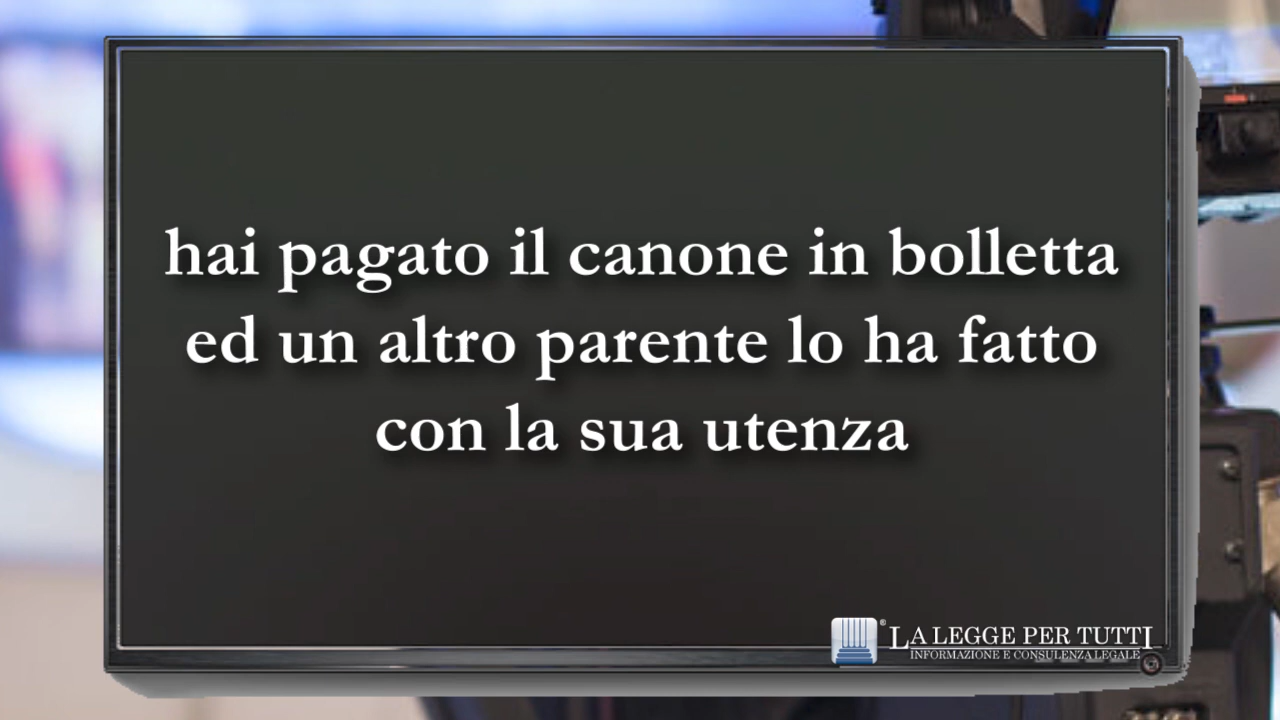 hai pagato il canone in bolletta
ed un altro parente lo ha fatto
con la sua utenza
®
LA LEGGE PER TUTTI
INFORMAZIONE E CONSULENZA LEGALE